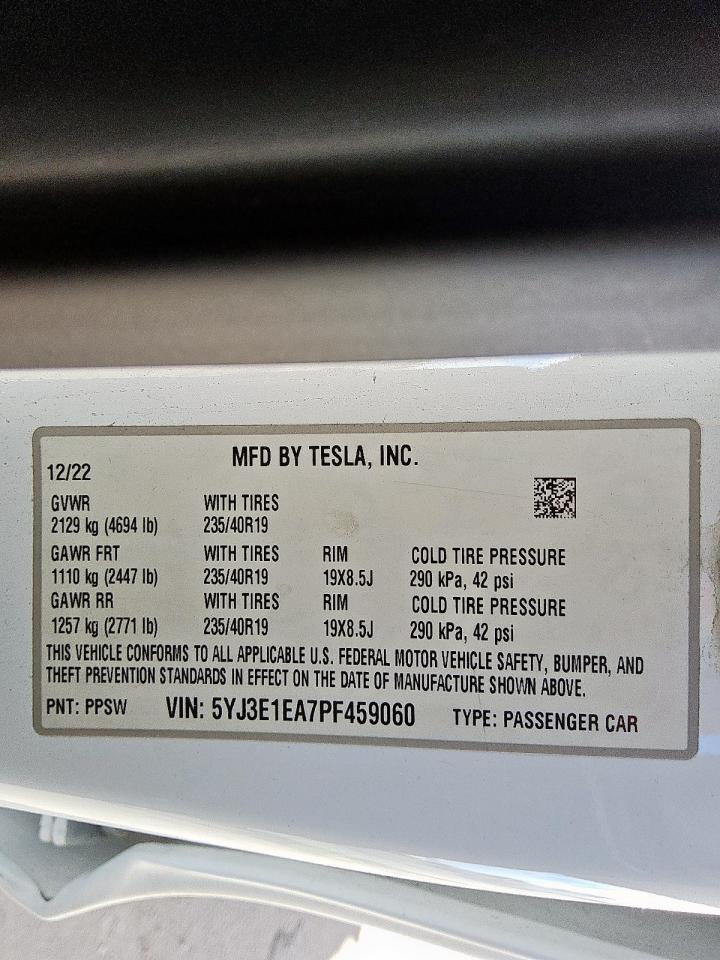 MFD BY TESLA, INC.
12/22
GVWR WITH TIRES
2129 kg (4694 lb) 235/40R19
GAWR FRT WITH TIRES RIM COLD TIRE PRESSURE
1110 kg (2447 lb) 235/40R19 19X8.5J 290 kPa, 42 psi
GAWR RR WITH TIRES RIM COLD TIRE PRESSURE
1257 kg (2771 lb) 235/40R19 19X8.5J 290 kPa, 42 psi
THIS VEHICLE CONFORMS TO ALL APPLICABLE U.S. FEDERAL MOTOR VEHICLE SAFETY, BUMPER, AND
THEFT PREVENTION STANDARDS IN EFFECT ON THE DATE OF MANUFACTURE SHOWN ABOVE.
PNT: PPSW VIN: 5YJ3E1EA7PF459060 TYPE: PASSENGER CAR